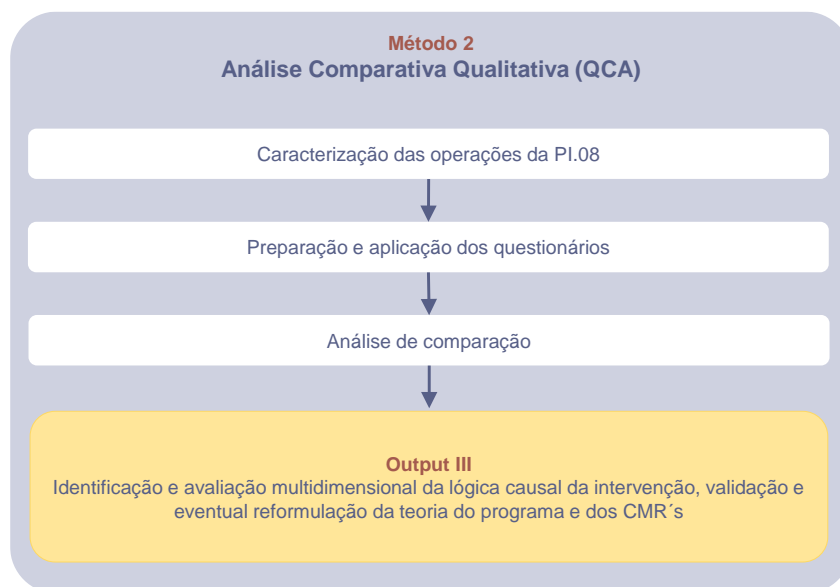 Método 2
Análise Comparativa Qualitativa (QCA)
Caracterização das operações da PI.08
Preparação e aplicação dos questionários
Análise de comparação
Output III
Identificação e avaliação multidimensional da lógica causal da intervenção, validação e
eventual reformulação da teoria do programa e dos CMR´s